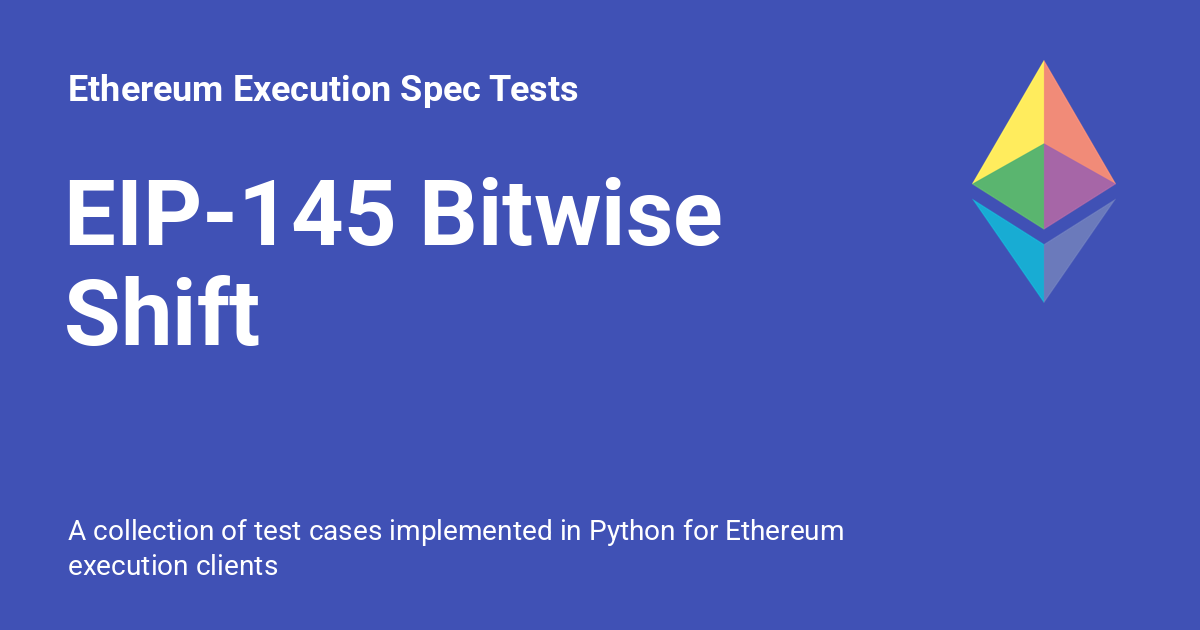 Ethereum Execution Spec Tests
EIP-145 Bitwise
Shift
A collection of test cases implemented in Python for Ethereum
execution clients